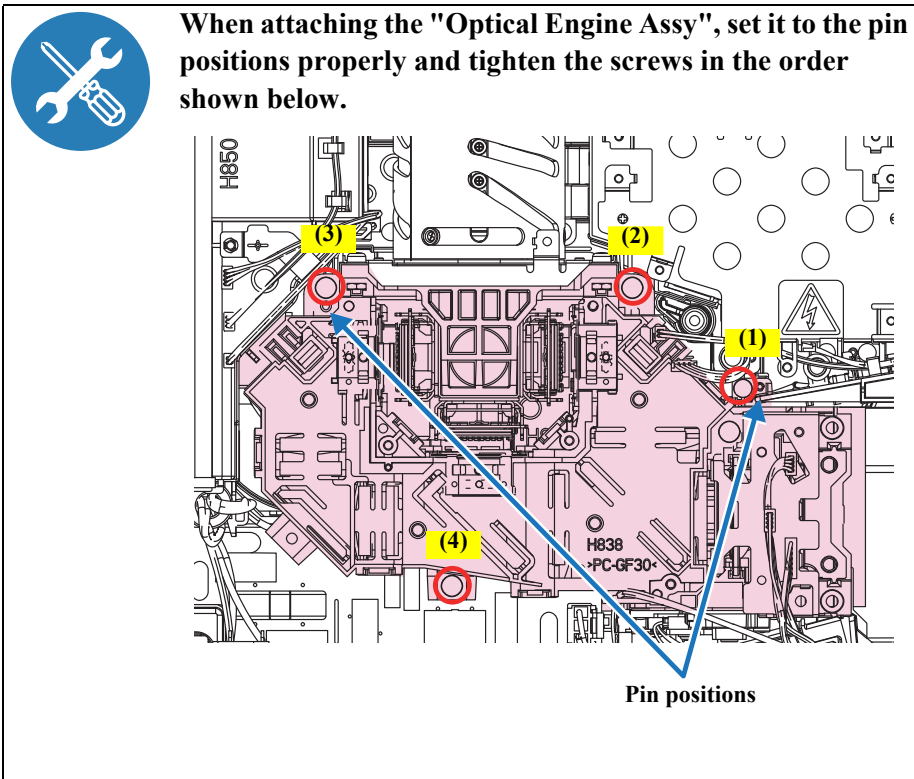 When attaching the "Optical Engine Assy", set it to the pin
positions properly and tighten the screws in the order
shown below.
H850
(3)
(2)
(1)
(4)
H838
>PC-GF30<
Pin positions